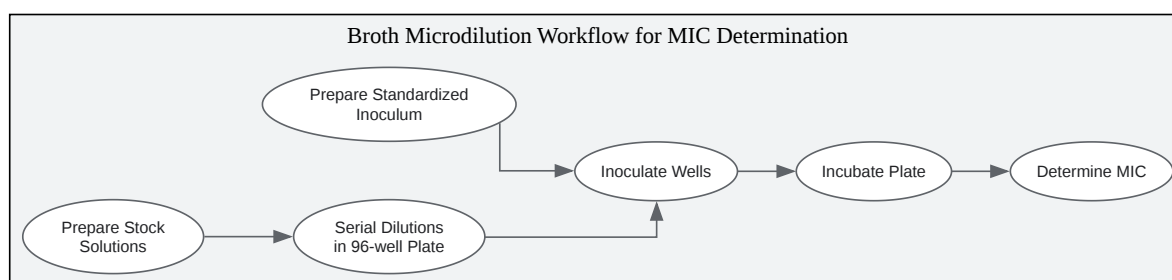 Broth Microdilution Workflow for MIC Determination
Prepare Standardized
Inoculum
Inoculate Wells
Incubate Plate
Determine MIC
Prepare Stock
Solutions
Serial Dilutions
in 96-well Plate